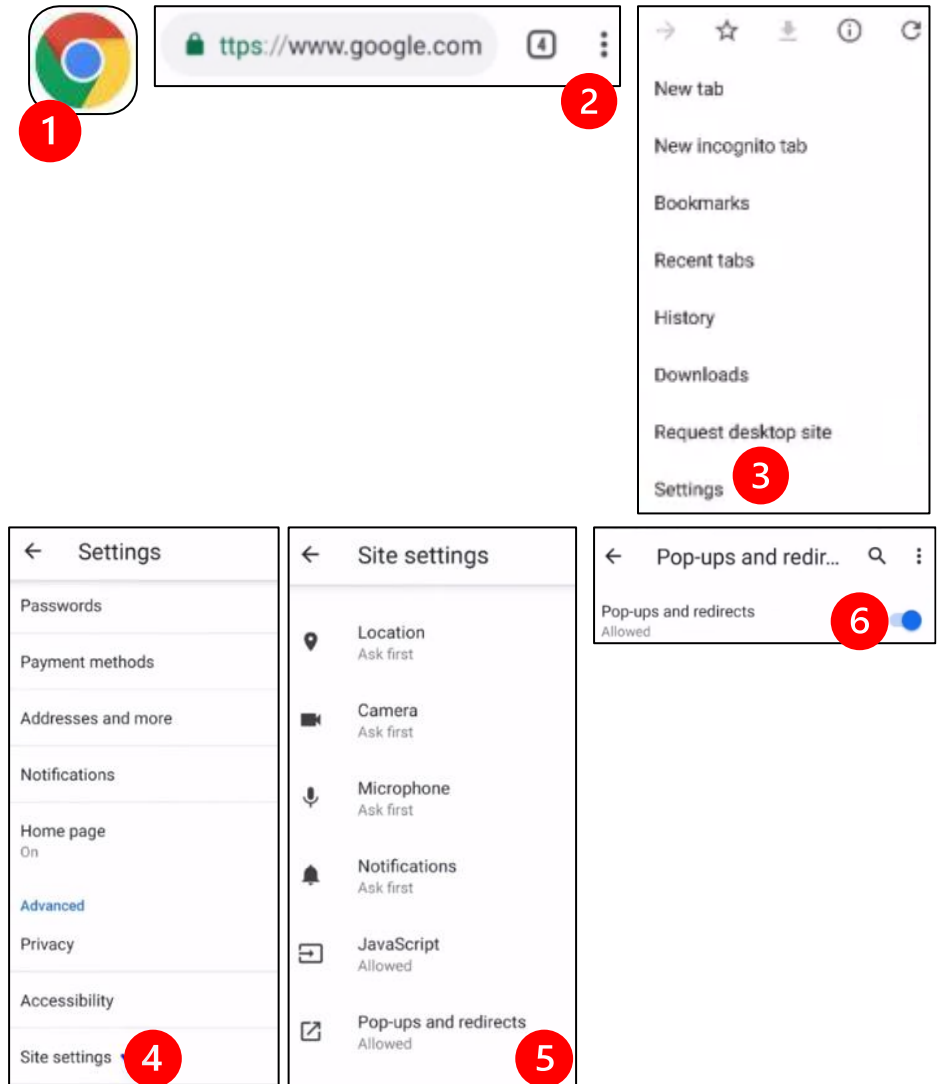 1
ttps://www.google.com 4
2
New tab
New incognito tab
Bookmarks
Recent tabs
History
Downloads
Request desktop site
Settings 3
Settings
Passwords
Payment methods
Addresses and more
Notifications
Home page
On
Advanced
Privacy
Accessibility
Site settings 4
Site settings
Location
Ask first
Camera
Ask first
Microphone
Ask first
Notifications
Ask first
JavaScript
Allowed
Pop-ups and redirects
Allowed
5
Pop-ups and redir...
Pop-ups and redirects
Allowed
6